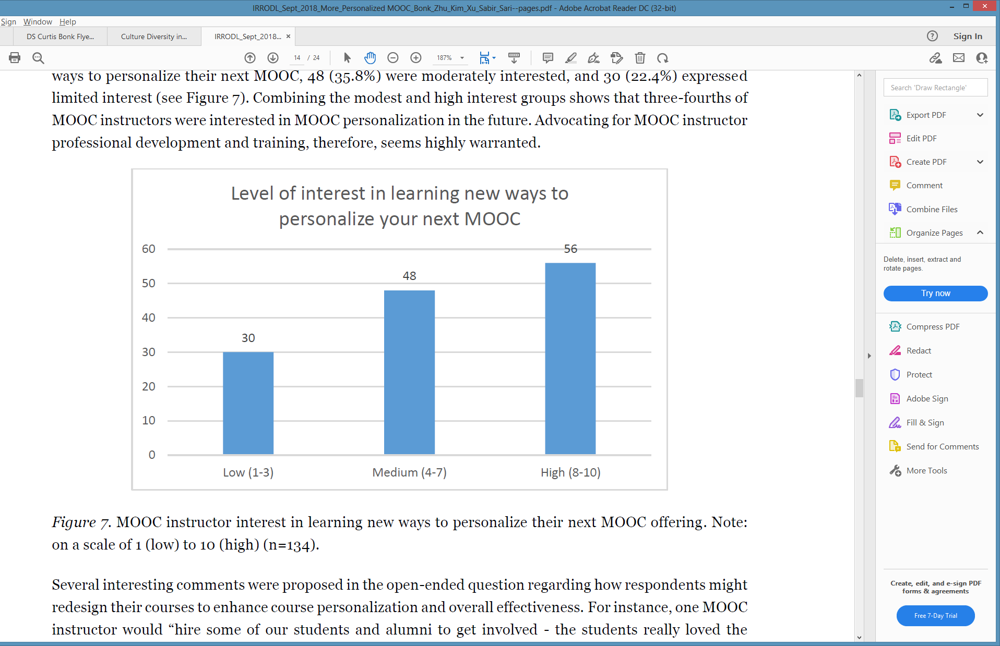 IRRODL_Sept_2018_More_Personalized MOOC_Bonk_Zhu_Kim_Xu_Sabir_Sari--pages.pdf - Adobe Acrobat Reader DC (32-bit)
Sign Window Help
DS Curtis Bonk Flye... Culture Diversity in... IRRODL_Sept_2018... × Sign In
14 / 24 187%
ways to personalize their next MOOC, 48 (35.8%) were moderately interested, and 30 (22.4%) expressed
limited interest (see Figure 7). Combining the modest and high interest groups shows that three-fourths of
MOOC instructors were interested in MOOC personalization in the future. Advocating for MOOC instructor
professional development and training, therefore, seems highly warranted.
Level of interest in learning new ways to
personalize your next MOOC
60
50
40
30
20
10
0
30
48
56
Low (1-3)
Medium (4-7)
High (8-10)
Figure 7. MOOC instructor interest in learning new ways to personalize their next MOOC offering. Note:
on a scale of 1 (low) to 10 (high) (n=134).
Several interesting comments were proposed in the open-ended question regarding how respondents might
redesign their courses to enhance course personalization and overall effectiveness. For instance, one MOOC
instructor would “hire some of our students and alumni to get involved - the students really loved the
Search 'Draw Rectangle'
Export PDF
Edit PDF
Create PDF
Comment
Combine Files
Organize Pages
Delete, insert, extract and
rotate pages.
Try now
Compress PDF
Redact
Protect
Adobe Sign
Fill & Sign
Send for Comments
More Tools
Create, edit, and e-sign PDF
forms & agreements
Free 7-Day Trial